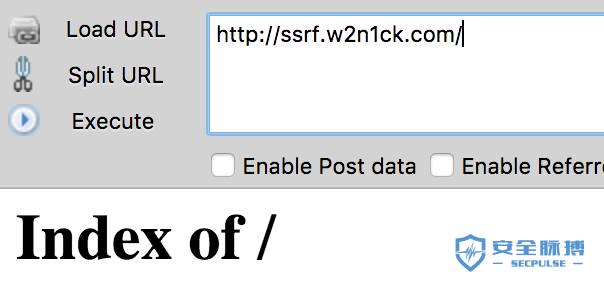 Load URL
http://ssrf.w2n1ck.com/
Split URL
Execute
Enable Post data
Enable Referre
Index of /
安全脉搏
SECPULSE